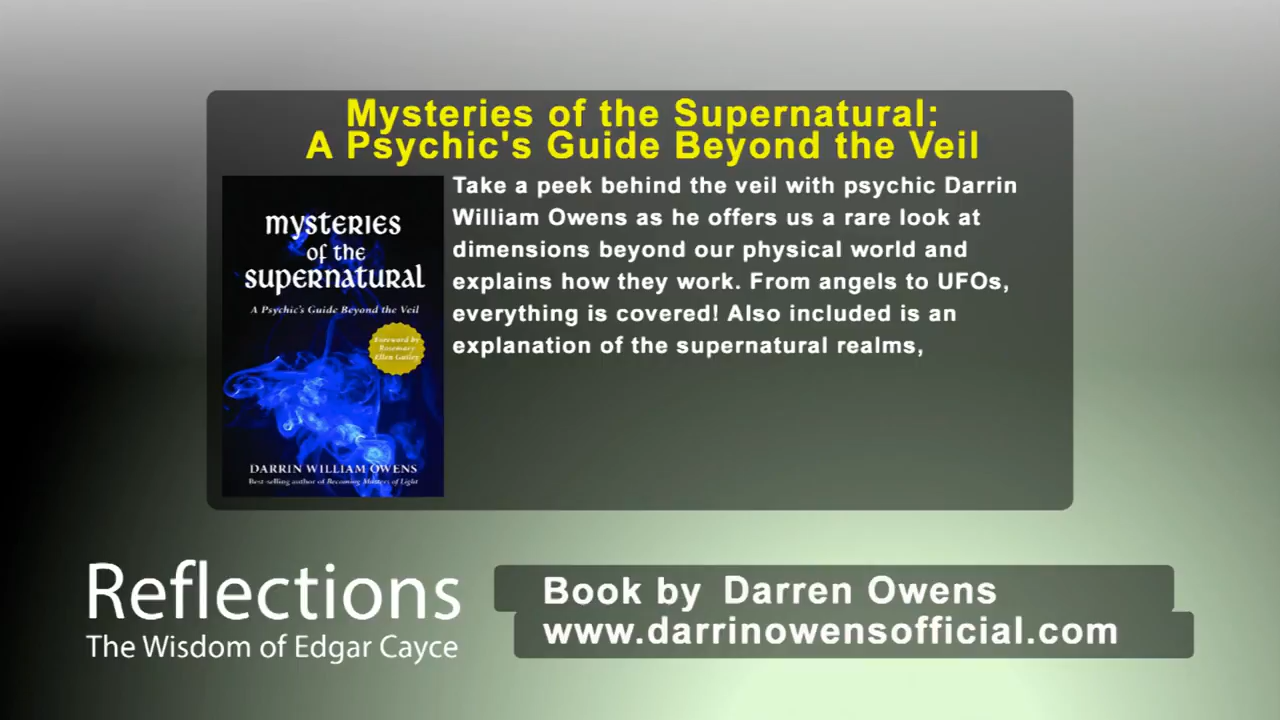 Mysteries of the Supernatural:
A Psychic's Guide Beyond the Veil
mysteries
of the
supernatural
A Psychic's Guide Beyond the Veil
Foreword by
Rosemary
Ellen Guiley
DARRIN WILLIAM OWENS
Best-selling author of Becoming Masters of Light
Take a peek behind the veil with psychic Darrin
William Owens as he offers us a rare look at
dimensions beyond our physical world and
explains how they work. From angels to UFOs,
everything is covered! Also included is an
explanation of the supernatural realms,
Reflections
The Wisdom of Edgar Cayce
Book by Darren Owens
www.darrinowensofficial.com